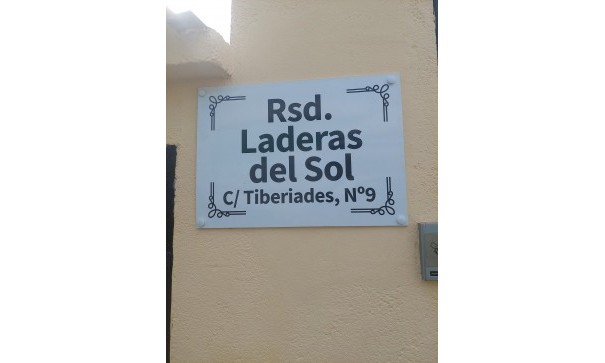 Rsd.
Laderas
del Sol
C/ Tiberiades, Nº9